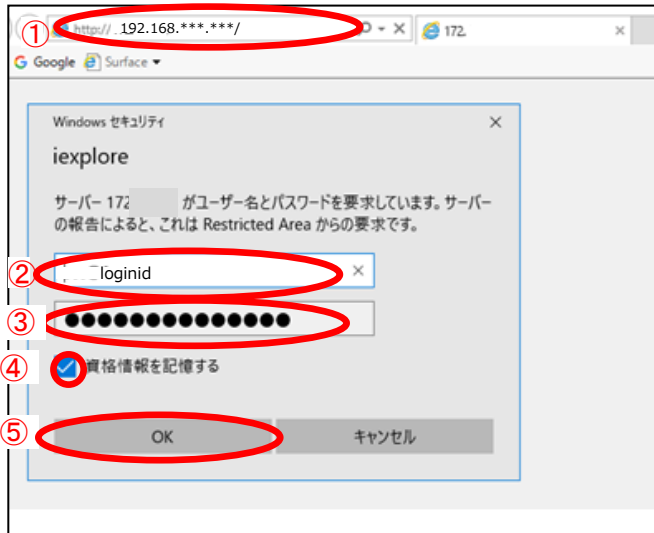 ① http:// 192.168.***.***/ 172.
Google Surface
Windows セキュリティ
iexplore
サーバー 172 がユーザー名とパスワードを要求しています。サーバー
の報告によると、これは Restricted Area からの要求です。
② loginid
③ ●●●●●●●●●●●●●●
④ 資格情報を記憶する
⑤ OK キャンセル